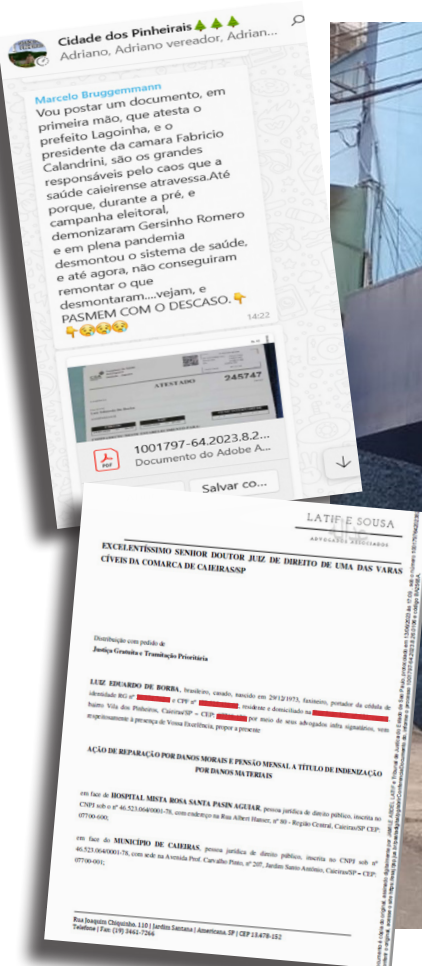 Cidade dos Pinheirais🌲🌲🌲
Adriano, Adriano vereador, Adrian...
Marcelo Bruggemmann
Vou postar um documento, em
primeira mão, que atesta o
prefeito Lagoinha, e o
presidente da camara Fabricio
Calandrini, são os grandes
responsáveis pelo caos que a
saúde caieirense atravessa.Até
porque, durante a pré, e
campanha eleitoral,
demonizaram Gersinho Romero
e em plena pandemia
desmontou o sistema de saúde,
e até agora, não conseguiram
remontar o que
desmontaram....vejam, e
PASMEM COM O DESCASO.👇
👇😥😥😥
14:22
ATESTADO
245747
PDF
1001797-64.2023.8.2...
Documento do Adobe A...
Salvar co...
LATIF E SOUSA
ADVOGADOS ASSOCIADOS
EXCELENTÍSSIMO SENHOR DOUTOR JUIZ DE DIREITO DE UMA DAS VARAS
CÍVEIS DA COMARCA DE CAIEIRAS/SP
Distribuição com pedido de
Justiça Gratuita e Tramitação Prioritária
LUIZ EDUARDO DE BORBA, brasileiro, casado, nascido em 29/12/1973, faxineiro, portador da cédula de
identidade RG nº e CPF nº , residente e domiciliado na
bairro Vila dos Pinheiros, Caieiras/SP – CEP: por meio de seus advogados infra signatários, vem
respeitosamente à presença de Vossa Excelência, propor a presente
AÇÃO DE REPARAÇÃO POR DANOS MORAIS E PENSÃO MENSAL A TÍTULO DE INDENIZAÇÃO
POR DANOS MATERIAIS
em face de HOSPITAL MISTA ROSA SANTA PASIN AGUIAR, pessoa jurídica de direito público, inscrita no
CNPJ sob o nº 46.523.064/0001-78, com endereço na Rua Albert Hanser, nº 80 - Região Central, Caieiras/SP CEP:
07700-600;
em face do MUNICÍPIO DE CAIEIRAS, pessoa jurídica de direito público, inscrita no CNPJ sob nº
46.523.064/0001-78, com sede na Avenida Prof. Carvalho Pinto, nº 207, Jardim Santo Antônio, Caieiras/SP – CEP:
07700-001;
Rua Joaquim Chiquinho, 110 | Jardim Santana | Americana, SP | CEP 13.478-152
Telefone | Fax: (19) 3461-7266